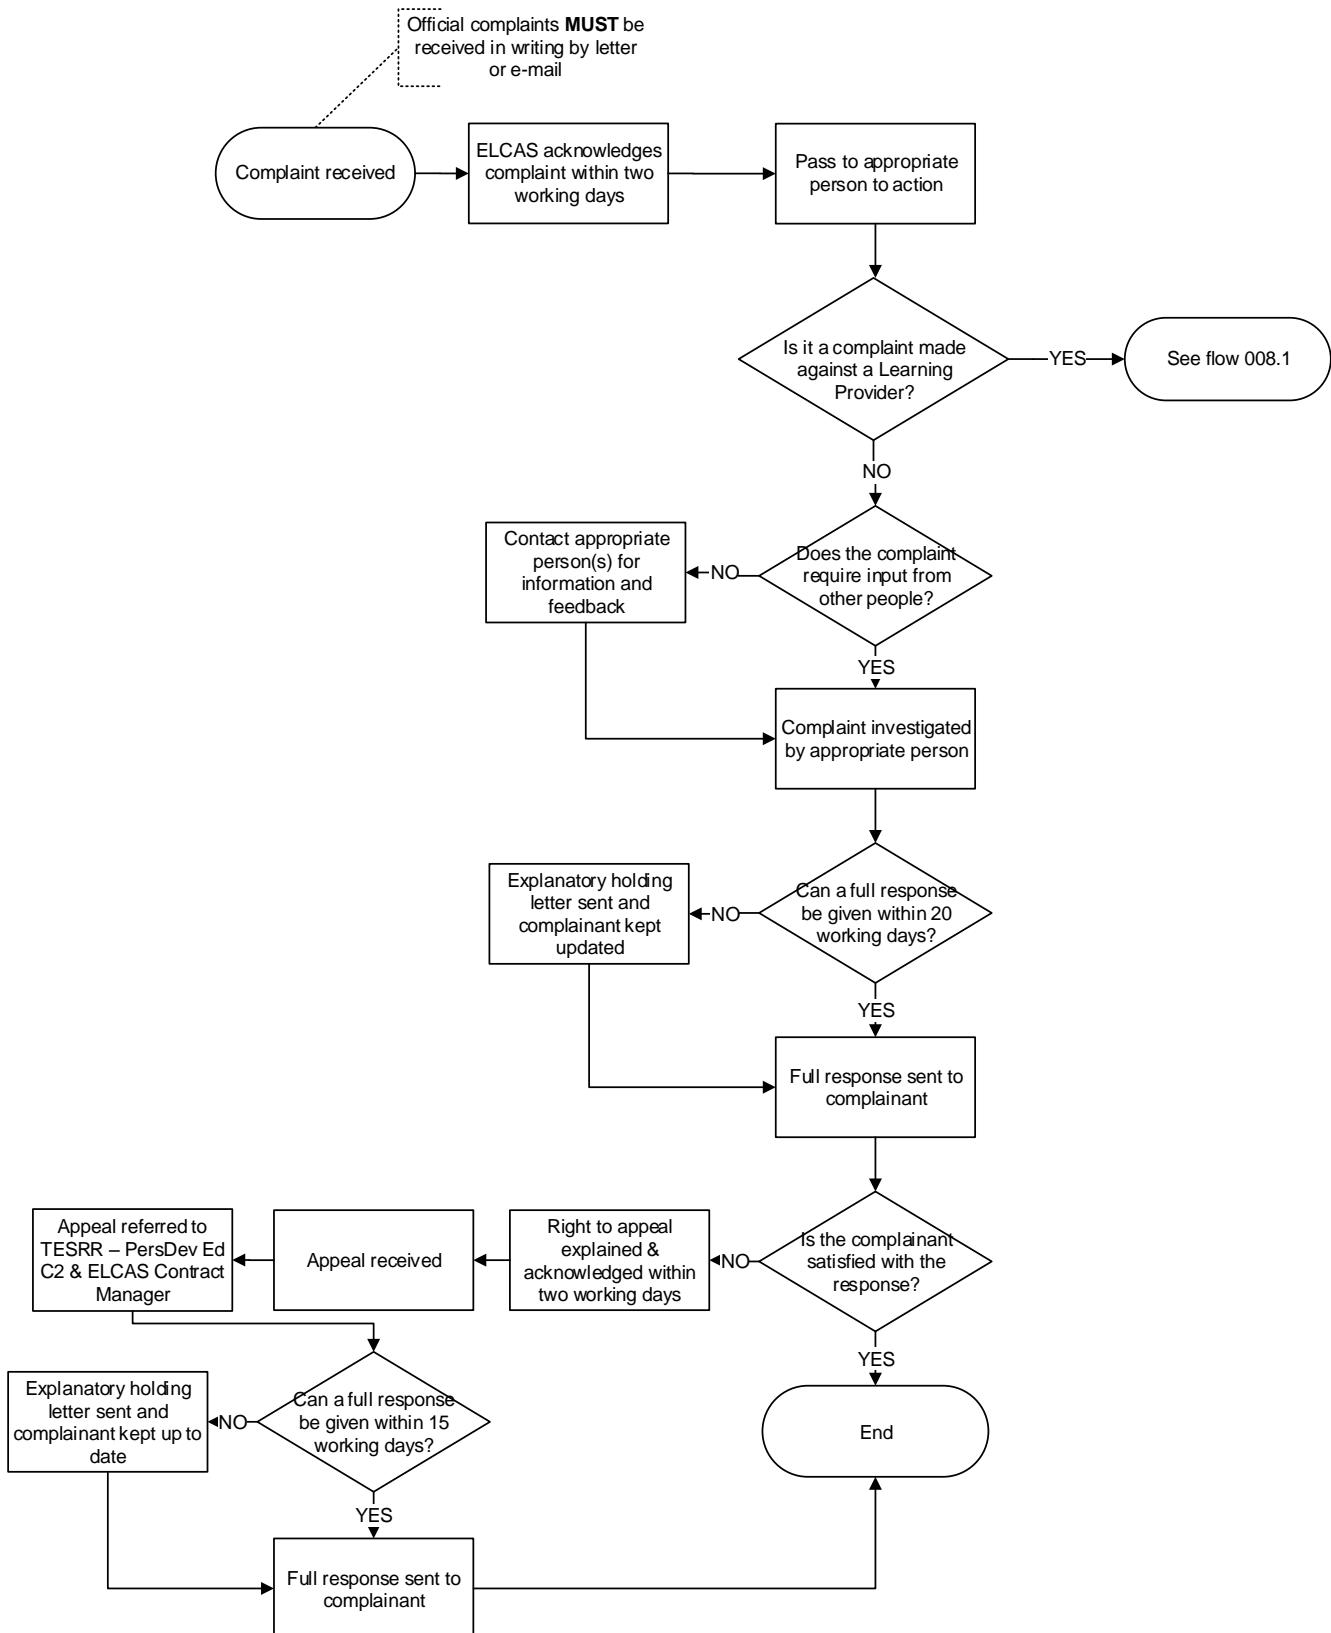 Official complaints MUST be
received in writing by letter
or e-mail
Complaint received
ELCAS acknowledges
complaint within two
working days
Pass to appropriate
person to action
Is it a complaint made
against a Learning
Provider?
YES
See flow 008.1
NO
Does the complaint
require input from
other people?
NO
Contact appropriate
person(s) for
information and
feedback
YES
Complaint investigated
by appropriate person
Can a full response
be given within 20
working days?
NO
Explanatory holding
letter sent and
complainant kept
updated
YES
Full response sent to
complainant
Is the complainant
satisfied with the
response?
NO
Right to appeal
explained &
acknowledged within
two working days
Appeal received
Appeal referred to
TESRR – PersDev Ed
C2 & ELCAS Contract
Manager
YES
End
Can a full response
be given within 15
working days?
NO
Explanatory holding
letter sent and
complainant kept up to
date
YES
Full response sent to
complainant